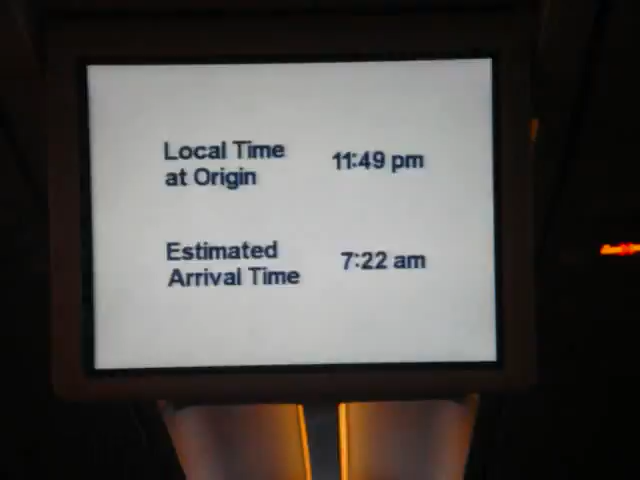 Local Time
at Origin
11:49 pm
Estimated
Arrival Time
7:22 am